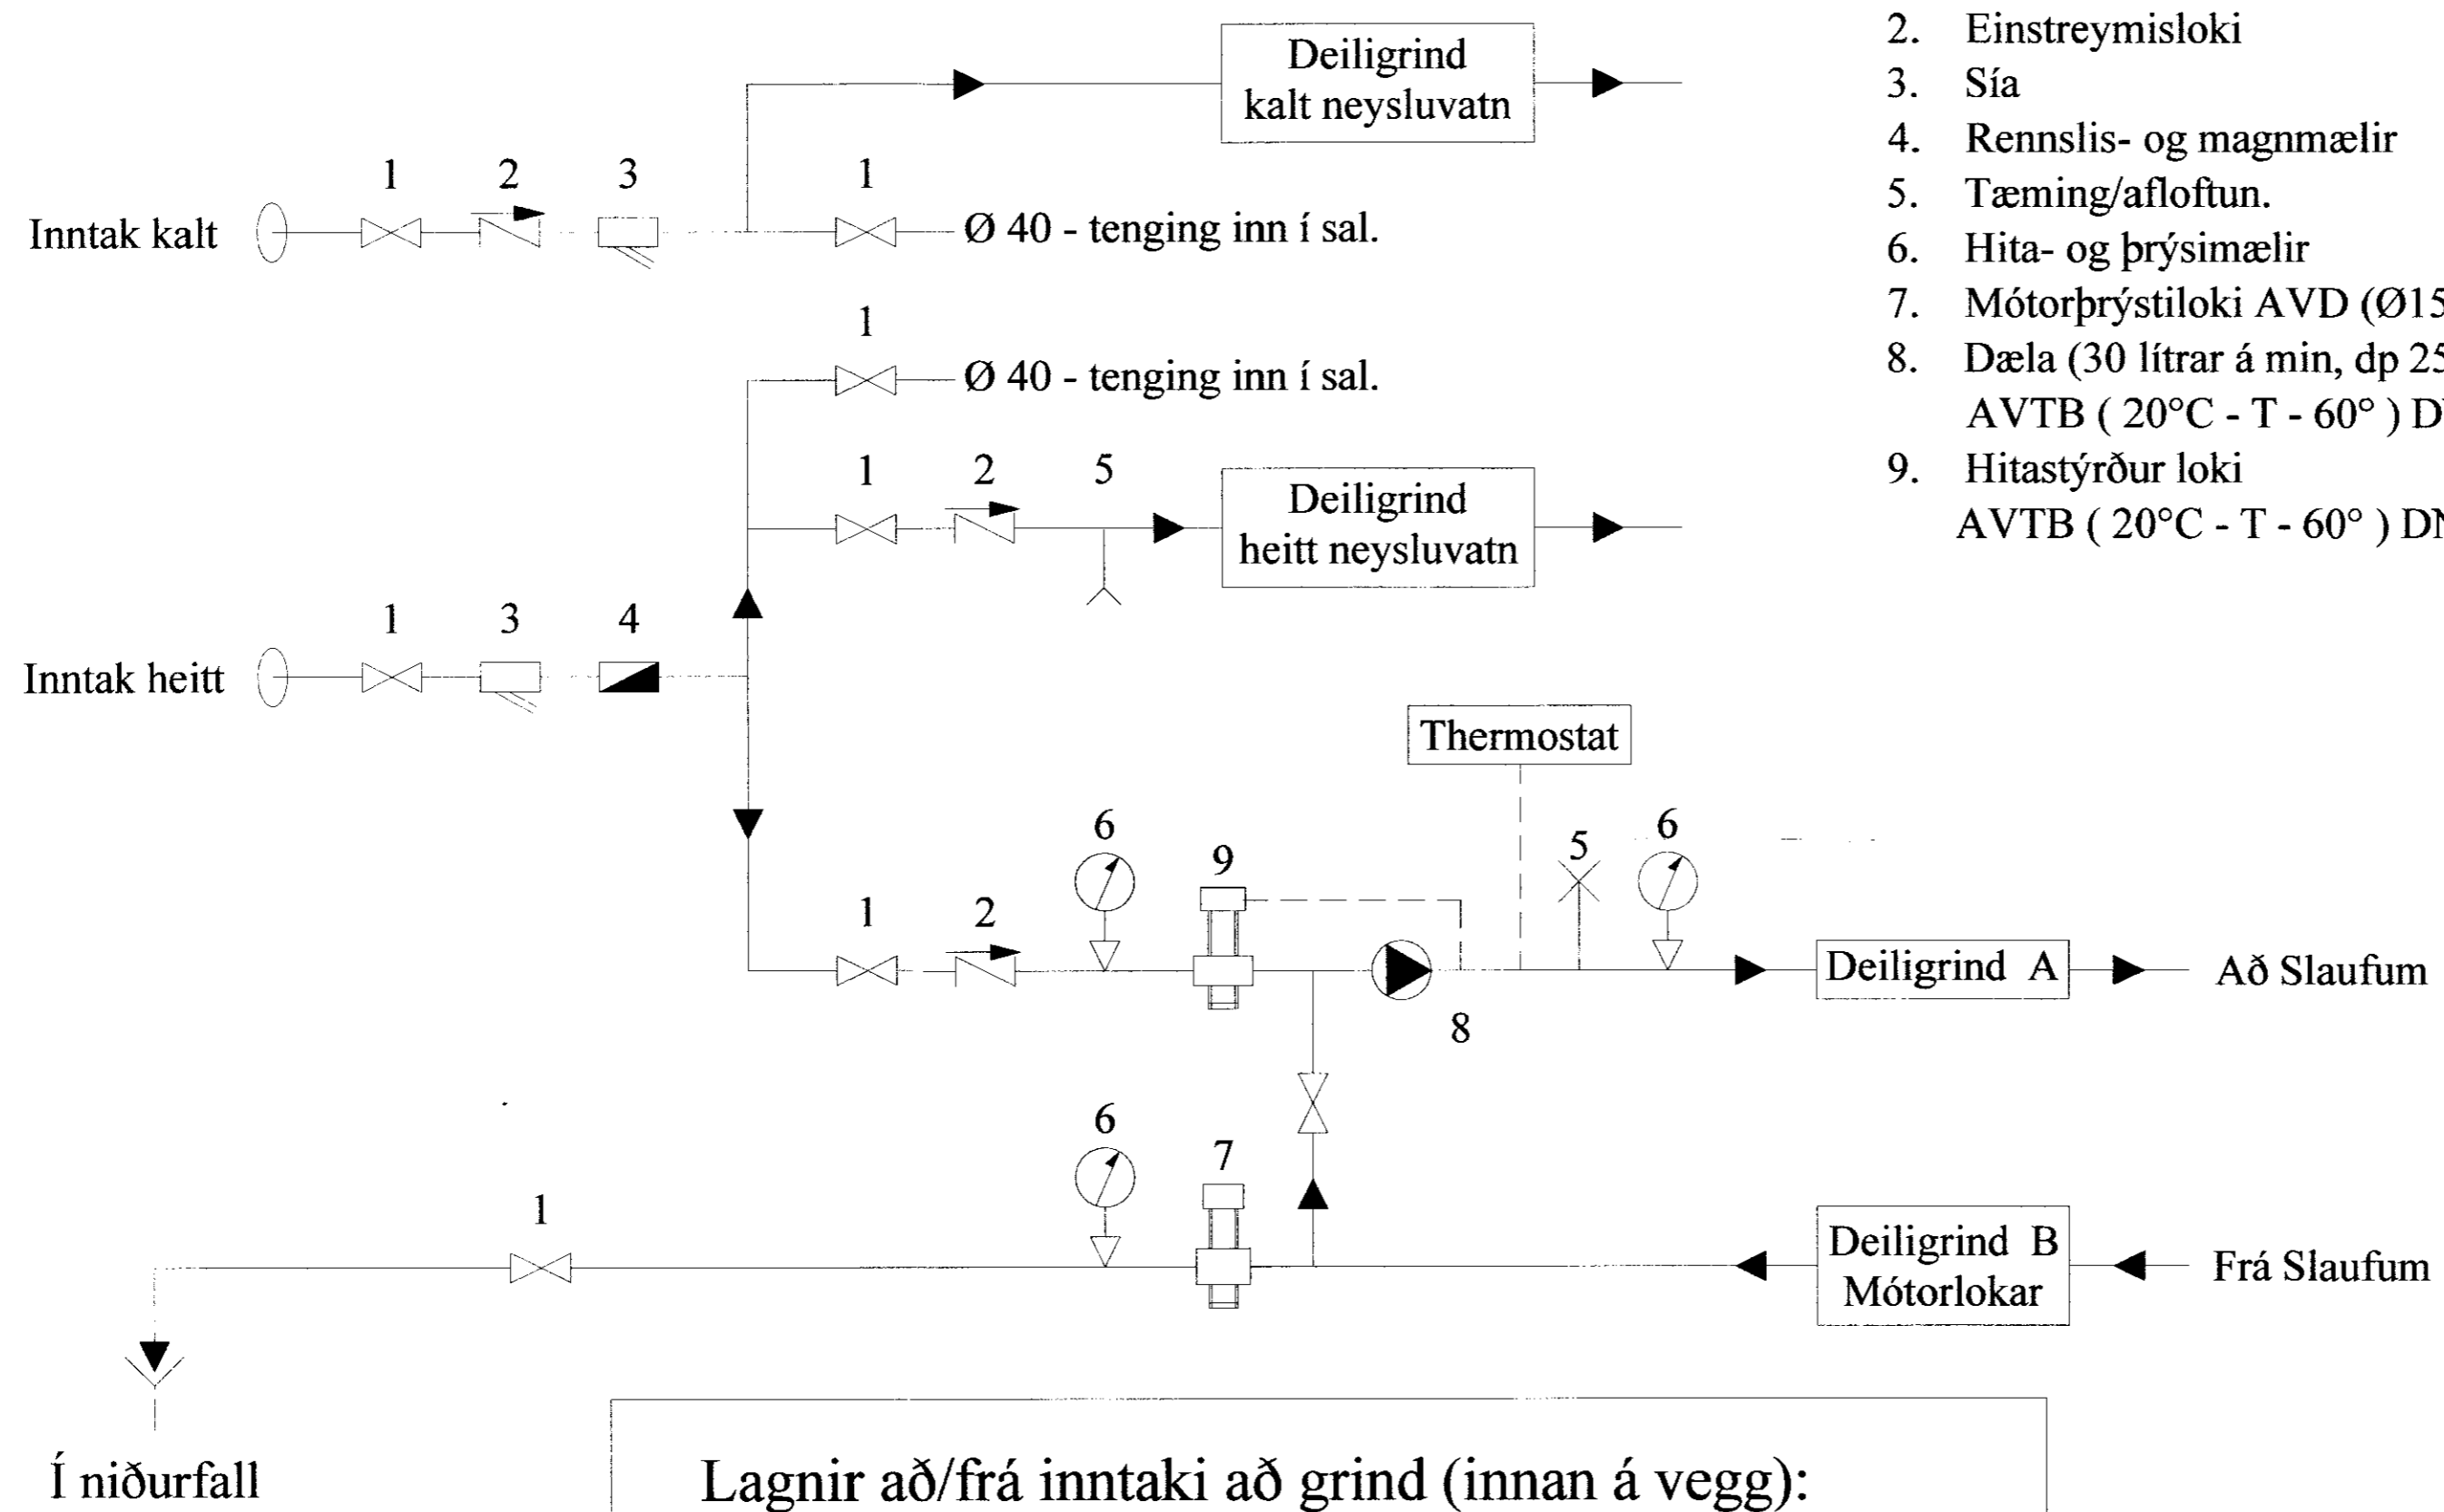 Deiligrind
kalt neysluvatn
1 2 3 1
Inntak kalt
Ø 40 - tenging inn í sal.
1
Ø 40 - tenging inn í sal.
1 2 5
Deiligrind
heitt neysluvatn
1 3 4
Inntak heitt
Thermostat
6 9 5 6
1 2
Deiligrind A
Að Slaufum
8
6 7
1
Deiligrind B
Mótorlokar
Frá Slaufum
Í niðurfall
2. Einstreymisloki
3. Sía
4. Rennslis- og magnmælir
5. Tæming/afloftun.
6. Hita- og þrýsimælir
7. Mótorþrýstiloki AVD (Ø15
8. Dæla (30 lítrar á min, dp 25
AVTB ( 20°C - T - 60° ) D
9. Hitastýrður loki
AVTB ( 20°C - T - 60° ) DN
Lagnir að/frá inntaki að grind (innan á vegg):